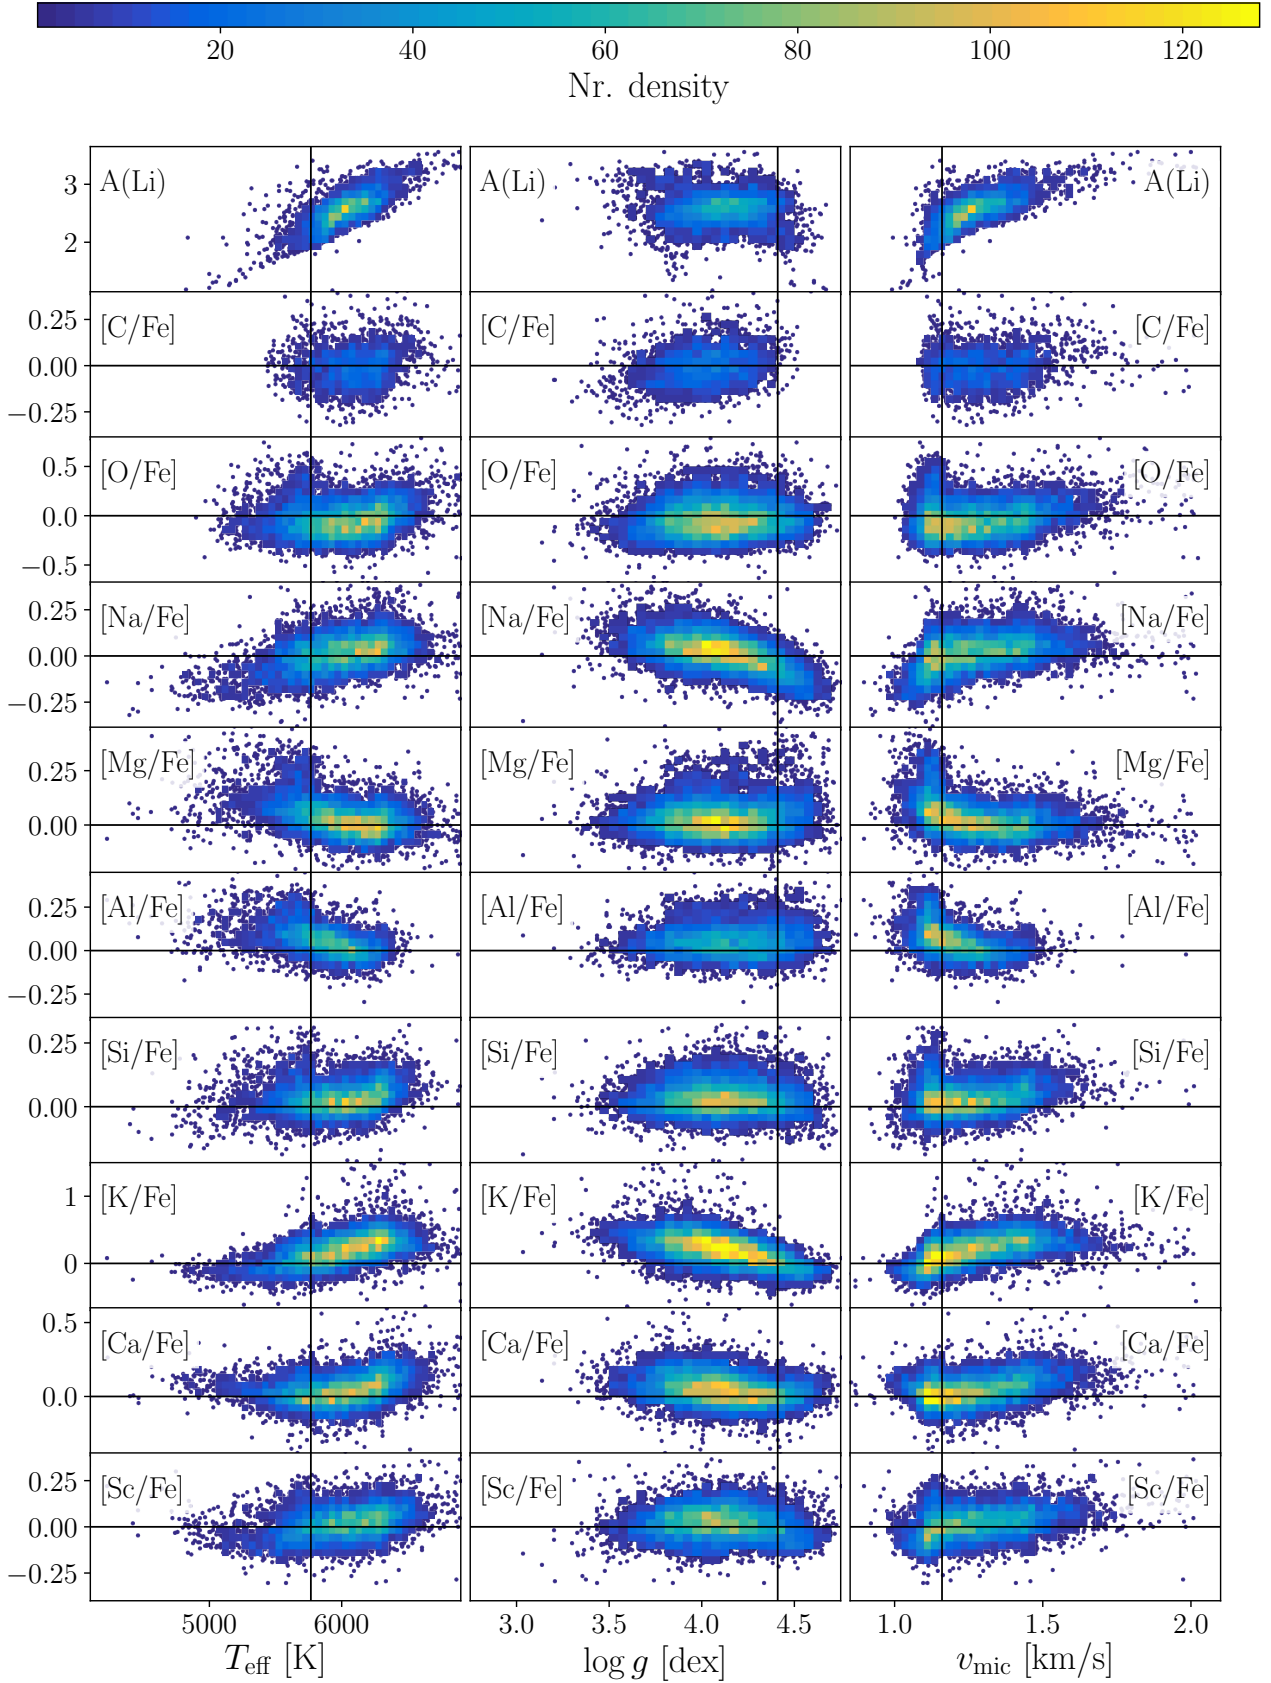 20 40 60 80 100 120
Nr. density
3
2
A(Li) A(Li) A(Li)
0.25
0.00
−0.25
[C/Fe] [C/Fe] [C/Fe]
0.5
0.0
−0.5
[O/Fe] [O/Fe] [O/Fe]
0.25
0.00
−0.25
[Na/Fe] [Na/Fe] [Na/Fe]
0.25
0.00
[Mg/Fe] [Mg/Fe] [Mg/Fe]
0.25
0.00
−0.25
[Al/Fe] [Al/Fe] [Al/Fe]
0.25
0.00
[Si/Fe] [Si/Fe] [Si/Fe]
1
0
[K/Fe] [K/Fe] [K/Fe]
0.5
0.0
[Ca/Fe] [Ca/Fe] [Ca/Fe]
0.25
0.00
−0.25
[Sc/Fe] [Sc/Fe] [Sc/Fe]
5000 6000 3.0 3.5 4.0 4.5 1.0 1.5 2.0
T_eff [K] log g [dex] v_mic [km/s]